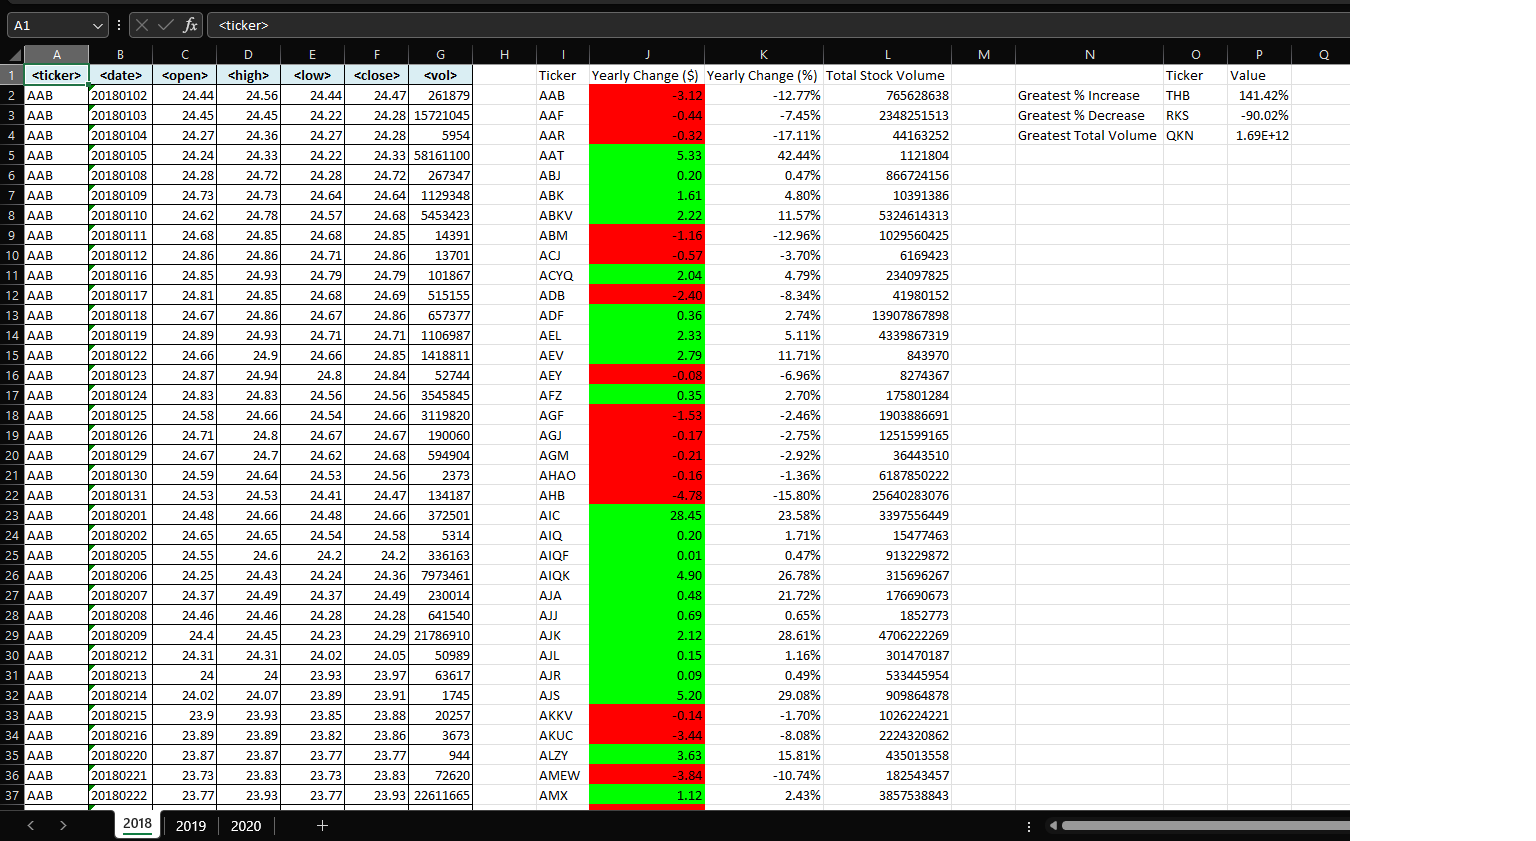 A1 fx <ticker>
A B C D E F G H I J K L M N O P Q
1 <ticker> <date> <open> <high> <low> <close> <vol> Ticker Yearly Change ($) Yearly Change (%) Total Stock Volume Ticker Value
2 AAB 20180102 24.44 24.56 24.44 24.47 261879 AAB -3.12 -12.77% 765628638 Greatest % Increase THB 141.42%
3 AAB 20180103 24.45 24.45 24.22 24.28 15721045 AAF -0.44 -7.45% 2348251513 Greatest % Decrease RKS -90.02%
4 AAB 20180104 24.27 24.36 24.27 24.28 5954 AAR -0.32 -17.11% 44163252 Greatest Total Volume QKN 1.69E+12
5 AAB 20180105 24.24 24.33 24.22 24.33 58161100 AAT 5.33 42.44% 1121804
6 AAB 20180108 24.28 24.72 24.28 24.72 267347 ABJ 0.20 0.47% 866724156
7 AAB 20180109 24.73 24.73 24.64 24.64 1129348 ABK 1.61 4.80% 10391386
8 AAB 20180110 24.62 24.78 24.57 24.68 5453423 ABKV 2.22 11.57% 5324614313
9 AAB 20180111 24.68 24.85 24.68 24.85 14391 ABM -1.16 -12.96% 1029560425
10 AAB 20180112 24.86 24.86 24.71 24.86 13701 ACJ -0.57 -3.70% 6169423
11 AAB 20180116 24.85 24.93 24.79 24.79 101867 ACYQ 2.04 4.79% 234097825
12 AAB 20180117 24.81 24.85 24.68 24.69 515155 ADB -2.40 -8.34% 41980152
13 AAB 20180118 24.67 24.86 24.67 24.86 657377 ADF 0.36 2.74% 13907867898
14 AAB 20180119 24.89 24.93 24.71 24.71 1106987 AEL 2.33 5.11% 4339867319
15 AAB 20180122 24.66 24.9 24.66 24.85 1418811 AEV 2.79 11.71% 843970
16 AAB 20180123 24.87 24.94 24.8 24.84 52744 AEY -0.08 -6.96% 8274367
17 AAB 20180124 24.83 24.83 24.56 24.56 3545845 AFZ 0.35 2.70% 175801284
18 AAB 20180125 24.58 24.66 24.54 24.66 3119820 AGF -1.53 -2.46% 1903886691
19 AAB 20180126 24.71 24.8 24.67 24.67 190060 AGJ -0.17 -2.75% 1251599165
20 AAB 20180129 24.67 24.7 24.62 24.68 594904 AGM -0.21 -2.92% 36443510
21 AAB 20180130 24.59 24.64 24.53 24.56 2373 AHAO -0.16 -1.36% 6187850222
22 AAB 20180131 24.53 24.53 24.41 24.47 134187 AHB -4.78 -15.80% 25640283076
23 AAB 20180201 24.48 24.66 24.48 24.66 372501 AIC 28.45 23.58% 3397556449
24 AAB 20180202 24.65 24.65 24.54 24.58 5314 AIQ 0.20 1.71% 15477463
25 AAB 20180205 24.55 24.6 24.2 24.2 336163 AIQF 0.01 0.47% 913229872
26 AAB 20180206 24.25 24.43 24.24 24.36 7973461 AIQK 4.90 26.78% 315696267
27 AAB 20180207 24.37 24.49 24.37 24.49 230014 AJA 0.48 21.72% 176690673
28 AAB 20180208 24.46 24.46 24.28 24.28 641540 AJJ 0.69 0.65% 1852773
29 AAB 20180209 24.4 24.45 24.23 24.29 21786910 AJK 2.12 28.61% 4706222269
30 AAB 20180212 24.31 24.31 24.02 24.05 50989 AJL 0.15 1.16% 301470187
31 AAB 20180213 24 24 23.93 23.97 63617 AJR 0.09 0.49% 533445954
32 AAB 20180214 24.02 24.07 23.89 23.91 1745 AJS 5.20 29.08% 909864878
33 AAB 20180215 23.9 23.93 23.85 23.88 20257 AKKV -0.14 -1.70% 1026224221
34 AAB 20180216 23.89 23.89 23.82 23.86 3673 AKUC -3.44 -8.08% 2224320862
35 AAB 20180220 23.87 23.87 23.77 23.77 944 ALZY 3.63 15.81% 435013558
36 AAB 20180221 23.73 23.83 23.73 23.83 72620 AMEW -3.84 -10.74% 182543457
37 AAB 20180222 23.77 23.93 23.77 23.93 22611665 AMX 1.12 2.43% 3857538843
2018 2019 2020